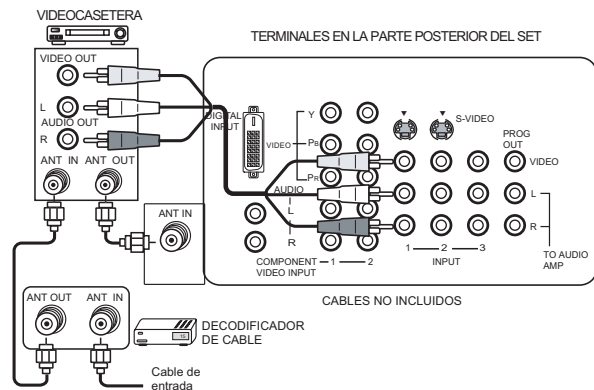 VIDEOCASETERA
VIDEO OUT
L
AUDIO OUT
R
ANT IN ANT OUT
ANT IN
ANT OUT ANT IN
DECODIFICADOR
DE CABLE
Cable de
entrada
TERMINALES EN LA PARTE POSTERIOR DEL SET
DIGITAL
INPUT
Y
VIDEO
PB
PR
AUDIO
L
R
COMPONENT
VIDEO INPUT
1 2
S-VIDEO
PROG
OUT
VIDEO
L
R
1 2 3
INPUT
TO AUDIO
AMP
CABLES NO INCLUIDOS